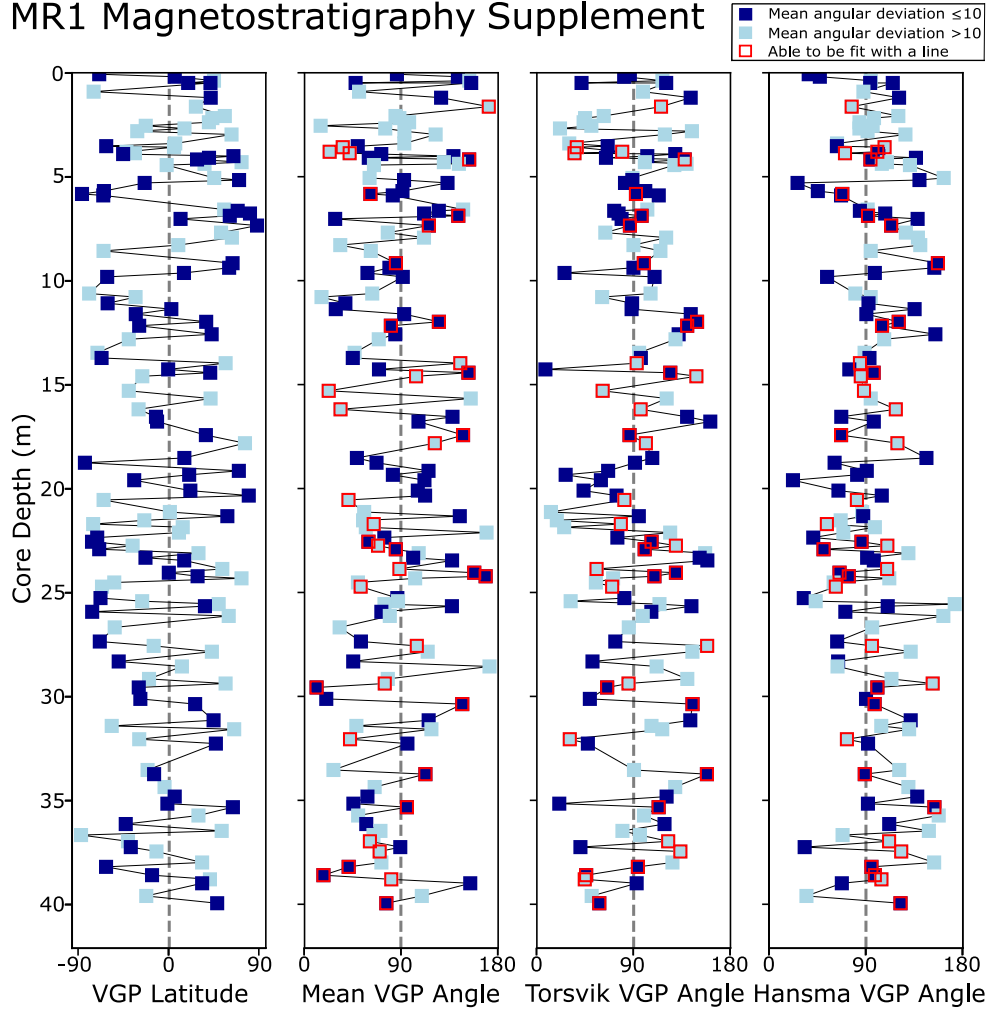 MR1 Magnetostratigraphy Supplement
Mean angular deviation ≤10
Mean angular deviation >10
Able to be fit with a line
0
5
10
15
20
25
30
35
40
Core Depth (m)
-90 0 90 0 90 180 0 90 180 0 90 180
VGP Latitude Mean VGP Angle Torsvik VGP Angle Hansma VGP Angle